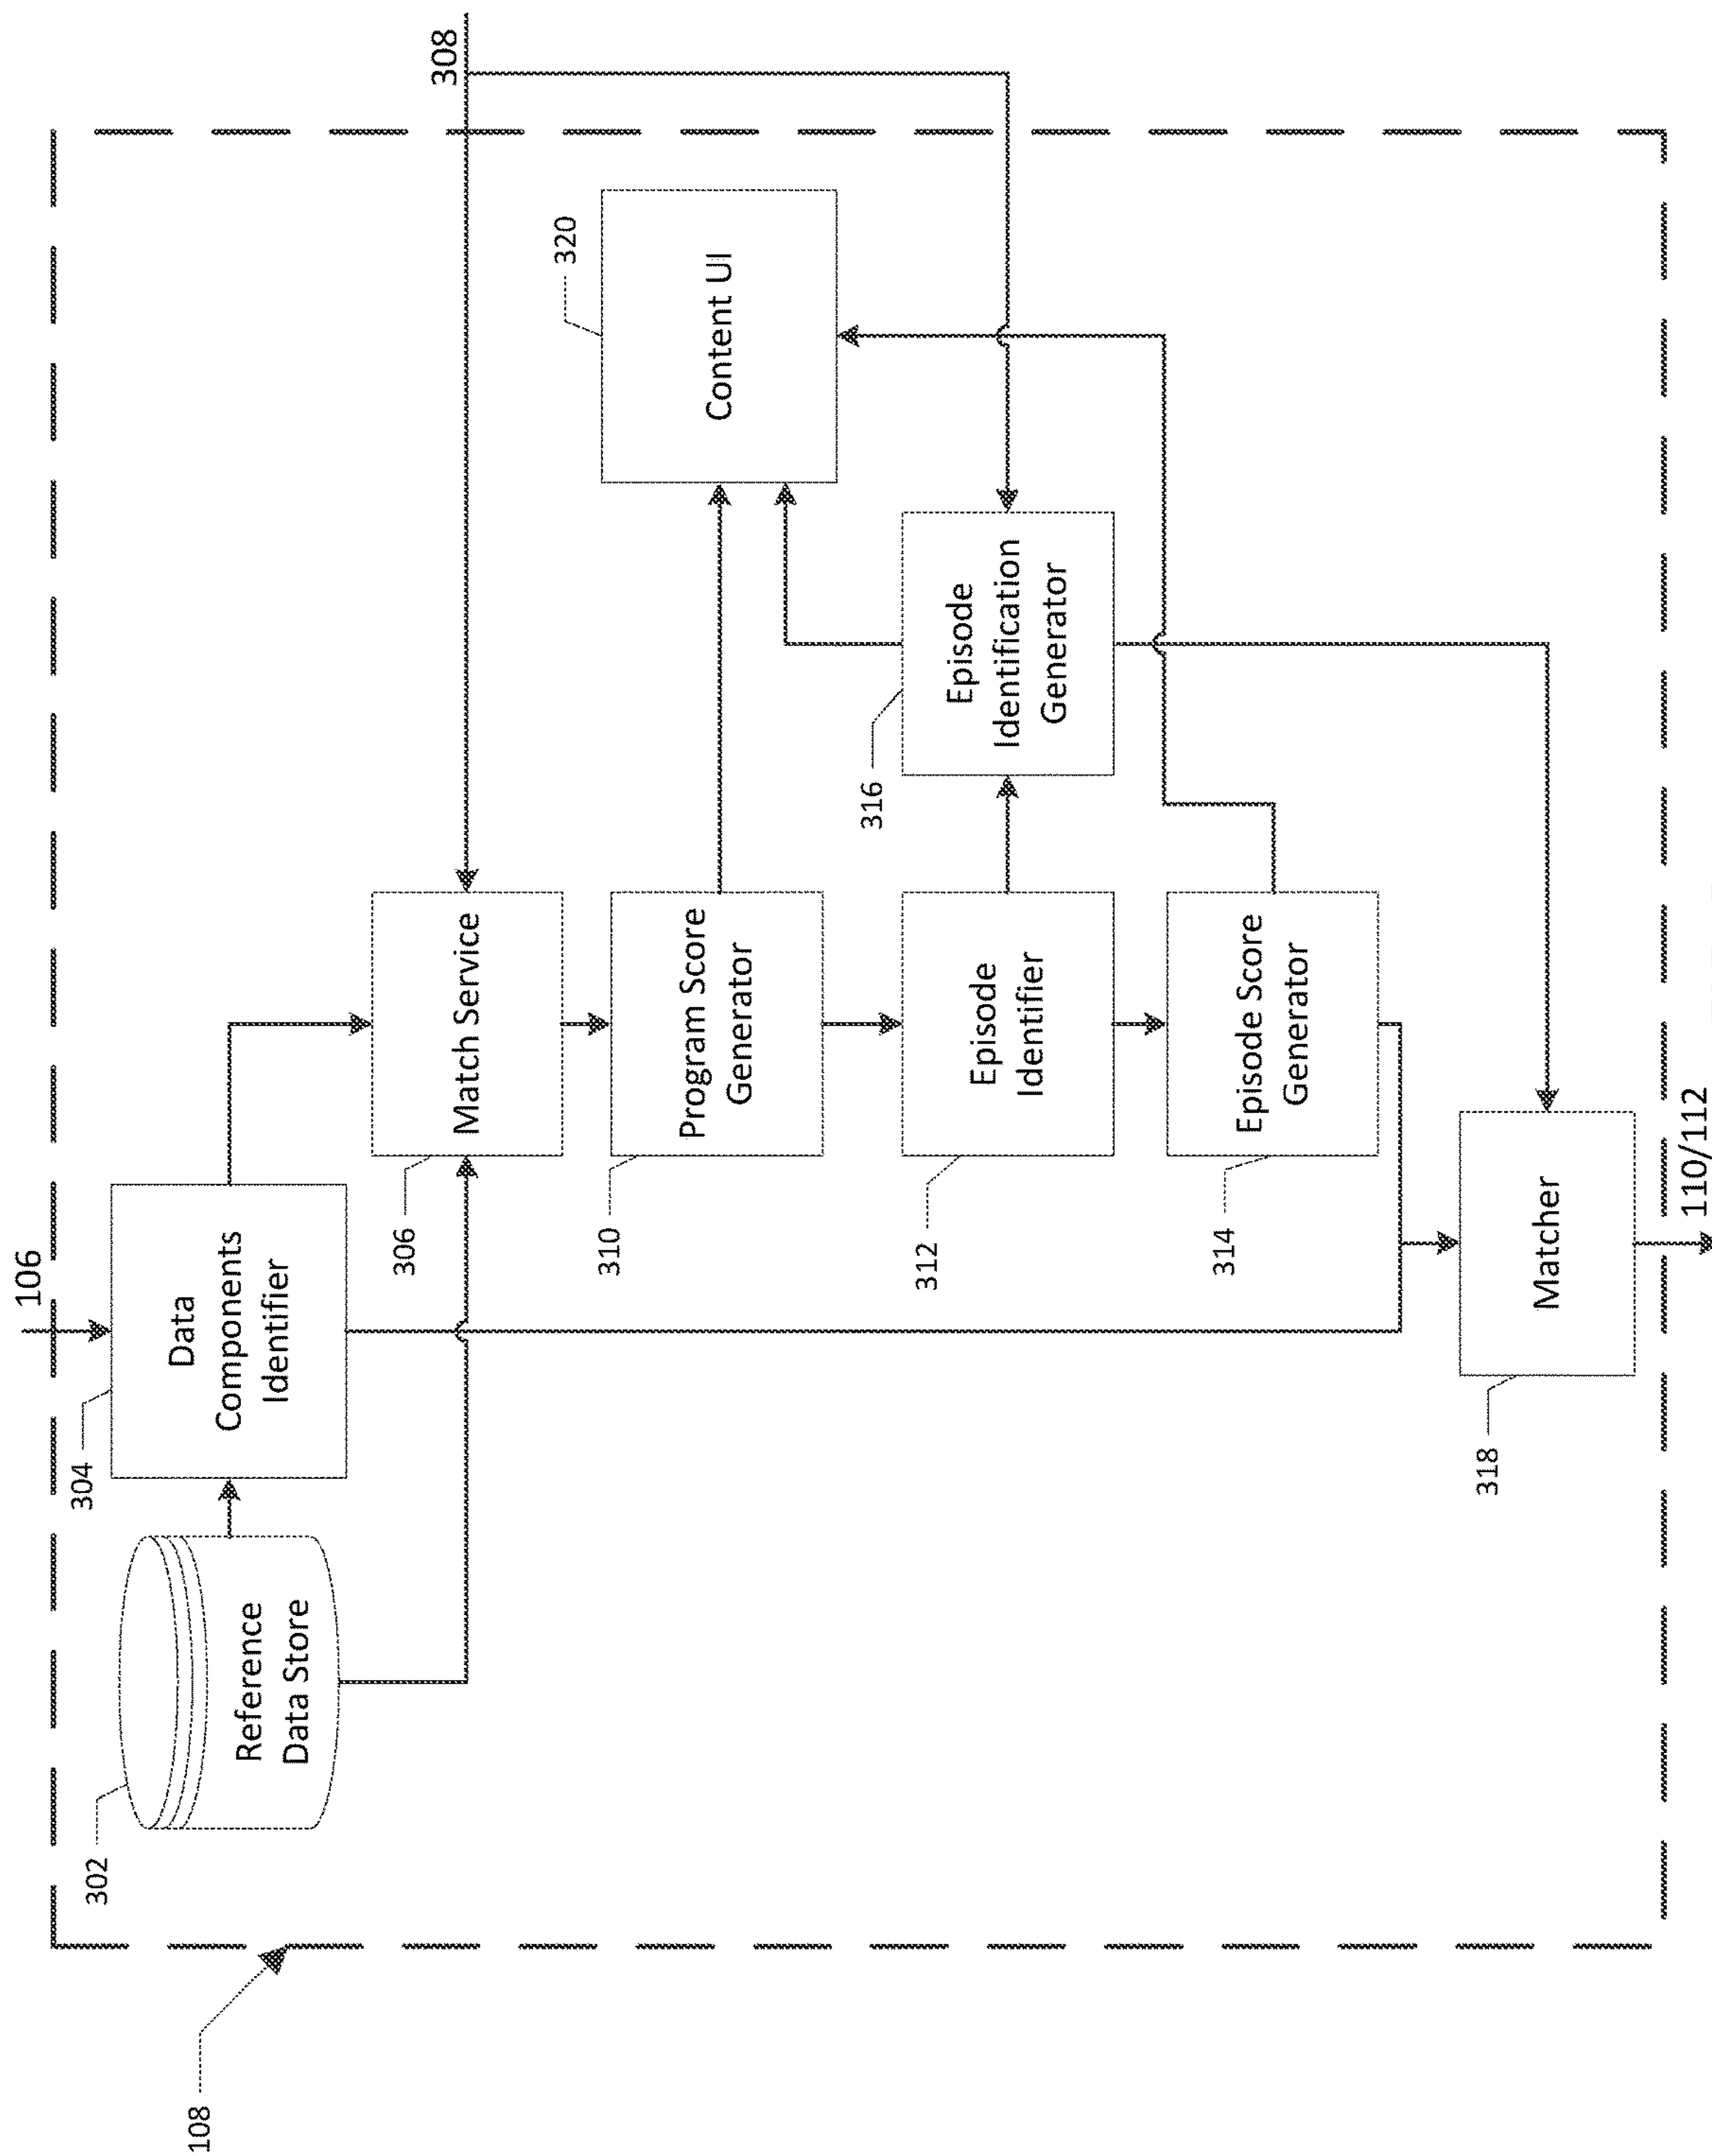 106
308
304
Data
Components
Identifier
302
Reference
Data Store
108
306
Match Service
320
Content UI
310
Program Score
Generator
316
Episode
Identification
Generator
312
Episode
Identifier
314
Episode Score
Generator
318
Matcher
110/112